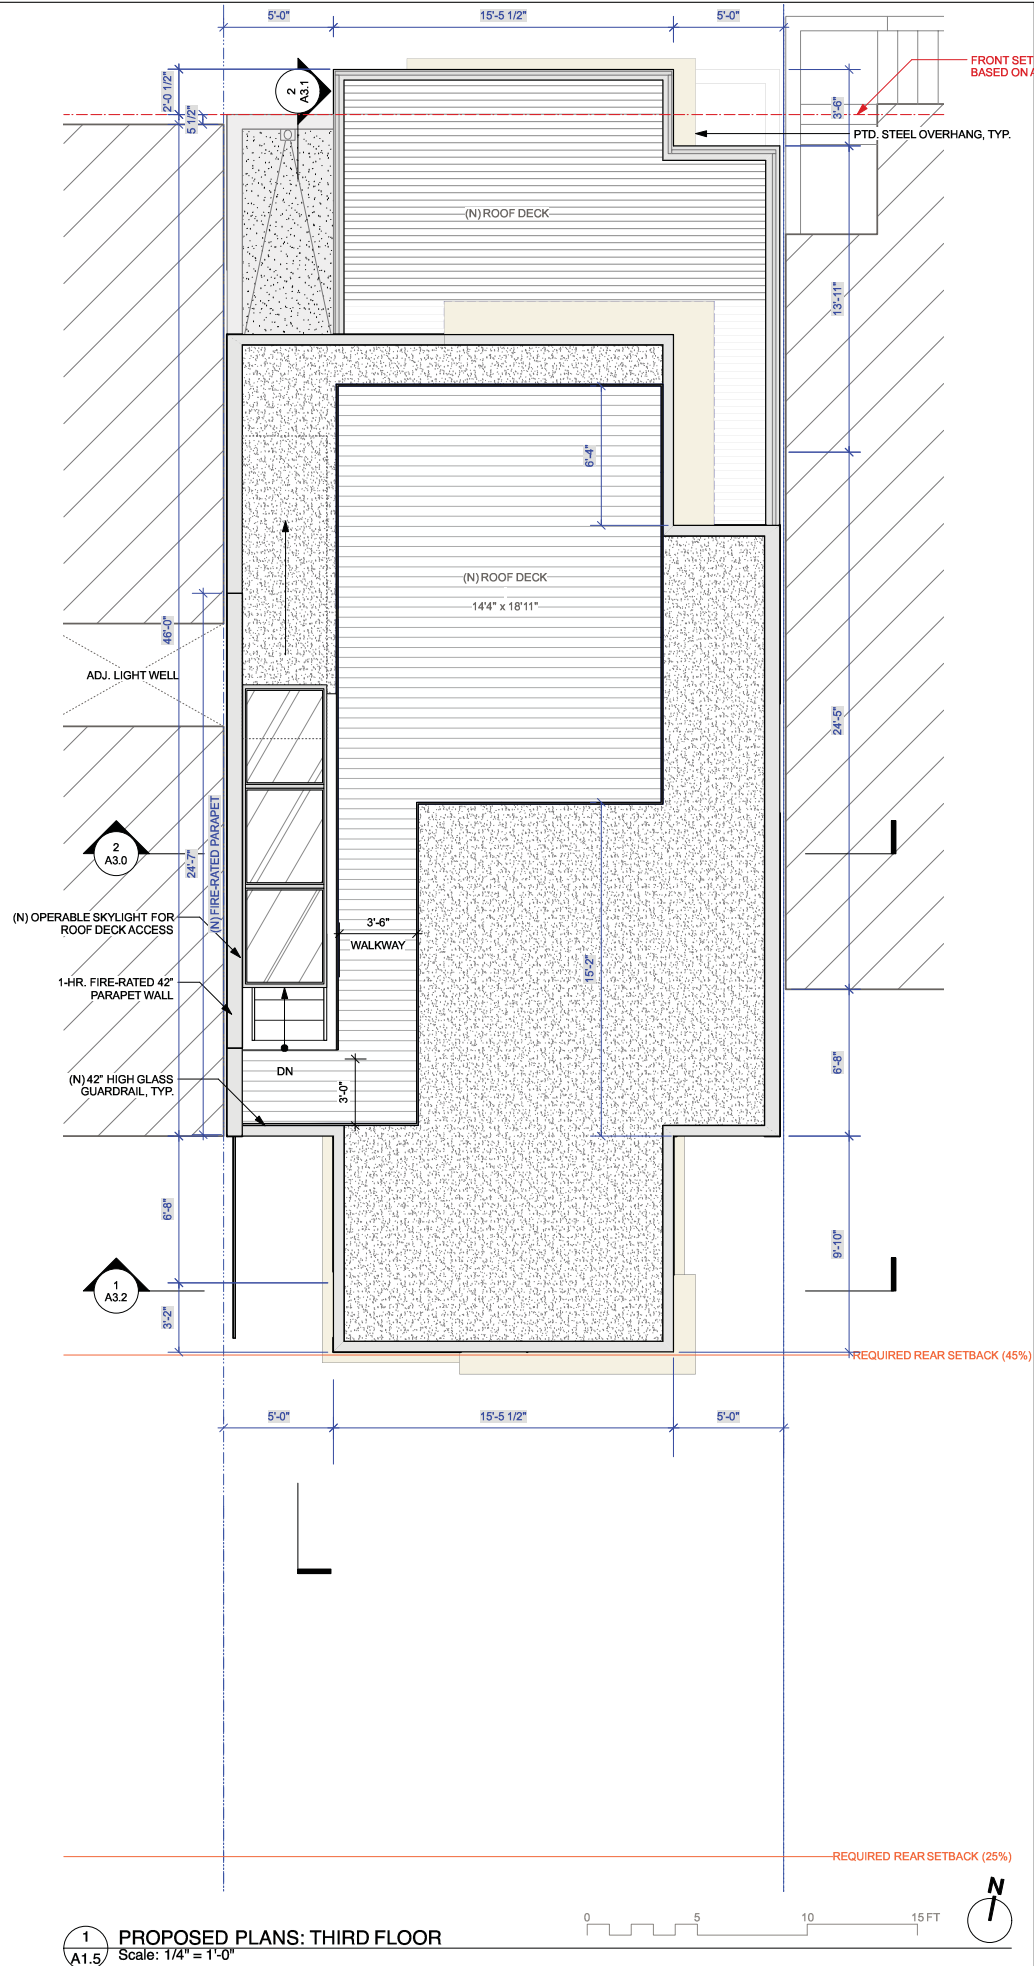 5'-0"
15'-5 1/2"
5'-0"
2'-0 1/2"
5 1/2"
2
A3.1
3'-6"
FRONT SET
BASED ON A
PTD. STEEL OVERHANG, TYP.
(N) ROOF DECK
13'-11"
6'-4"
(N) ROOF DECK
14'4" x 18'11"
46'-0"
ADJ. LIGHT WELL
24'-5"
2
A3.0
24'-7"
(N) FIRE-RATED PARAPET
(N) OPERABLE SKYLIGHT FOR
ROOF DECK ACCESS
3'-6"
WALKWAY
15'-2"
1-HR. FIRE-RATED 42"
PARAPET WALL
(N) 42" HIGH GLASS
GUARDRAIL, TYP.
DN
3'-0"
6'-8"
6'-8"
9'-10"
1
A3.2
3'-2"
REQUIRED REAR SETBACK (45%)
5'-0"
15'-5 1/2"
5'-0"
REQUIRED REAR SETBACK (25%)
N
0 5 10 15 FT
1
A1.5
PROPOSED PLANS: THIRD FLOOR
Scale: 1/4" = 1'-0"